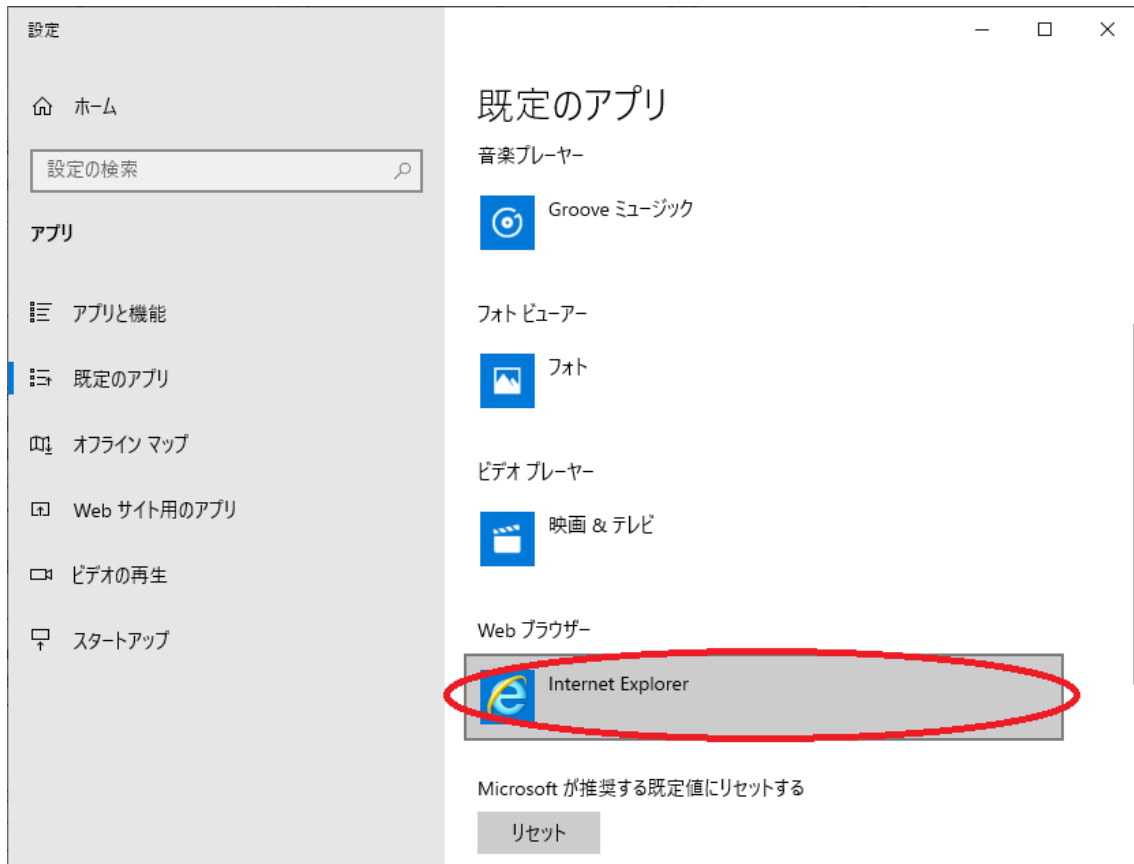 設定
ホーム
設定の検索
アプリ
アプリと機能
既定のアプリ
オフライン マップ
Web サイト用のアプリ
ビデオの再生
スタートアップ
既定のアプリ
音楽プレーヤー
Groove ミュージック
フォト ビューアー
フォト
ビデオ プレーヤー
映画 & テレビ
Web ブラウザー
Internet Explorer
Microsoft が推奨する既定値にリセットする
リセット